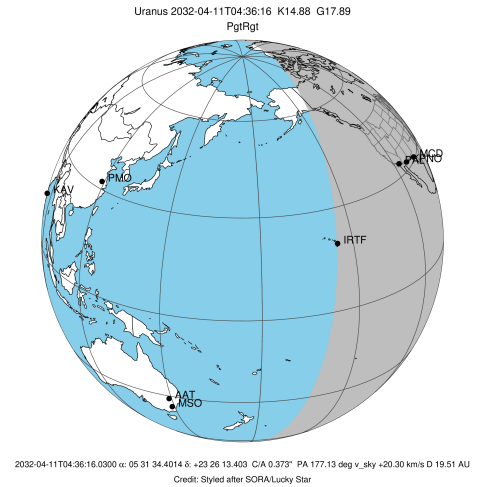 Uranus 2032-04-11T04:36:16  K14.88  G17.89
PgtRgt
MCD
KPNO
PMO
KAV
IRTF
AAT
MSO
2032-04-11T04:36:16.0300 α: 05 31 34.4014 δ: +23 26 13.403  C/A 0.373"  PA 177.13 deg v_sky +20.30 km/s D 19.51 AU
Credit: Styled after SORA/Lucky Star